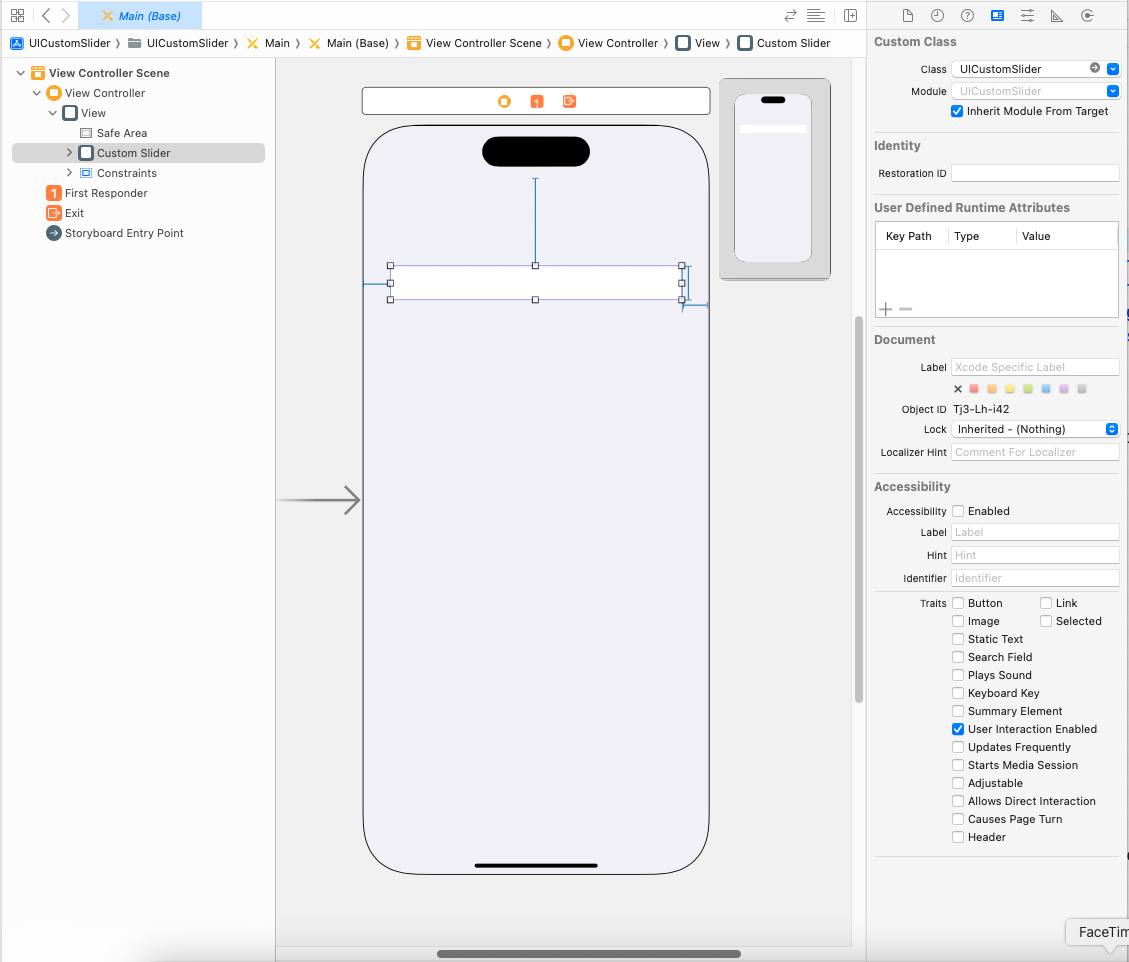 Main (Base)
UICustomSlider
UICustomSlider
Main
Main (Base)
View Controller Scene
View Controller
View
Custom Slider
View Controller Scene
View Controller
View
Safe Area
Custom Slider
Constraints
1 First Responder
Exit
Storyboard Entry Point
1
Custom Class
Class UICustomSlider
Module UICustomSlider
Inherit Module From Target
Identity
Restoration ID
User Defined Runtime Attributes
Key Path Type Value
Document
Label Xcode Specific Label
Object ID Tj3-Lh-i42
Lock Inherited - (Nothing)
Localizer Hint Comment For Localizer
Accessibility
Accessibility Enabled
Label Label
Hint Hint
Identifier Identifier
Traits Button Link
Image Selected
Static Text
Search Field
Plays Sound
Keyboard Key
Summary Element
User Interaction Enabled
Updates Frequently
Starts Media Session
Adjustable
Allows Direct Interaction
Causes Page Turn
Header
FaceTim